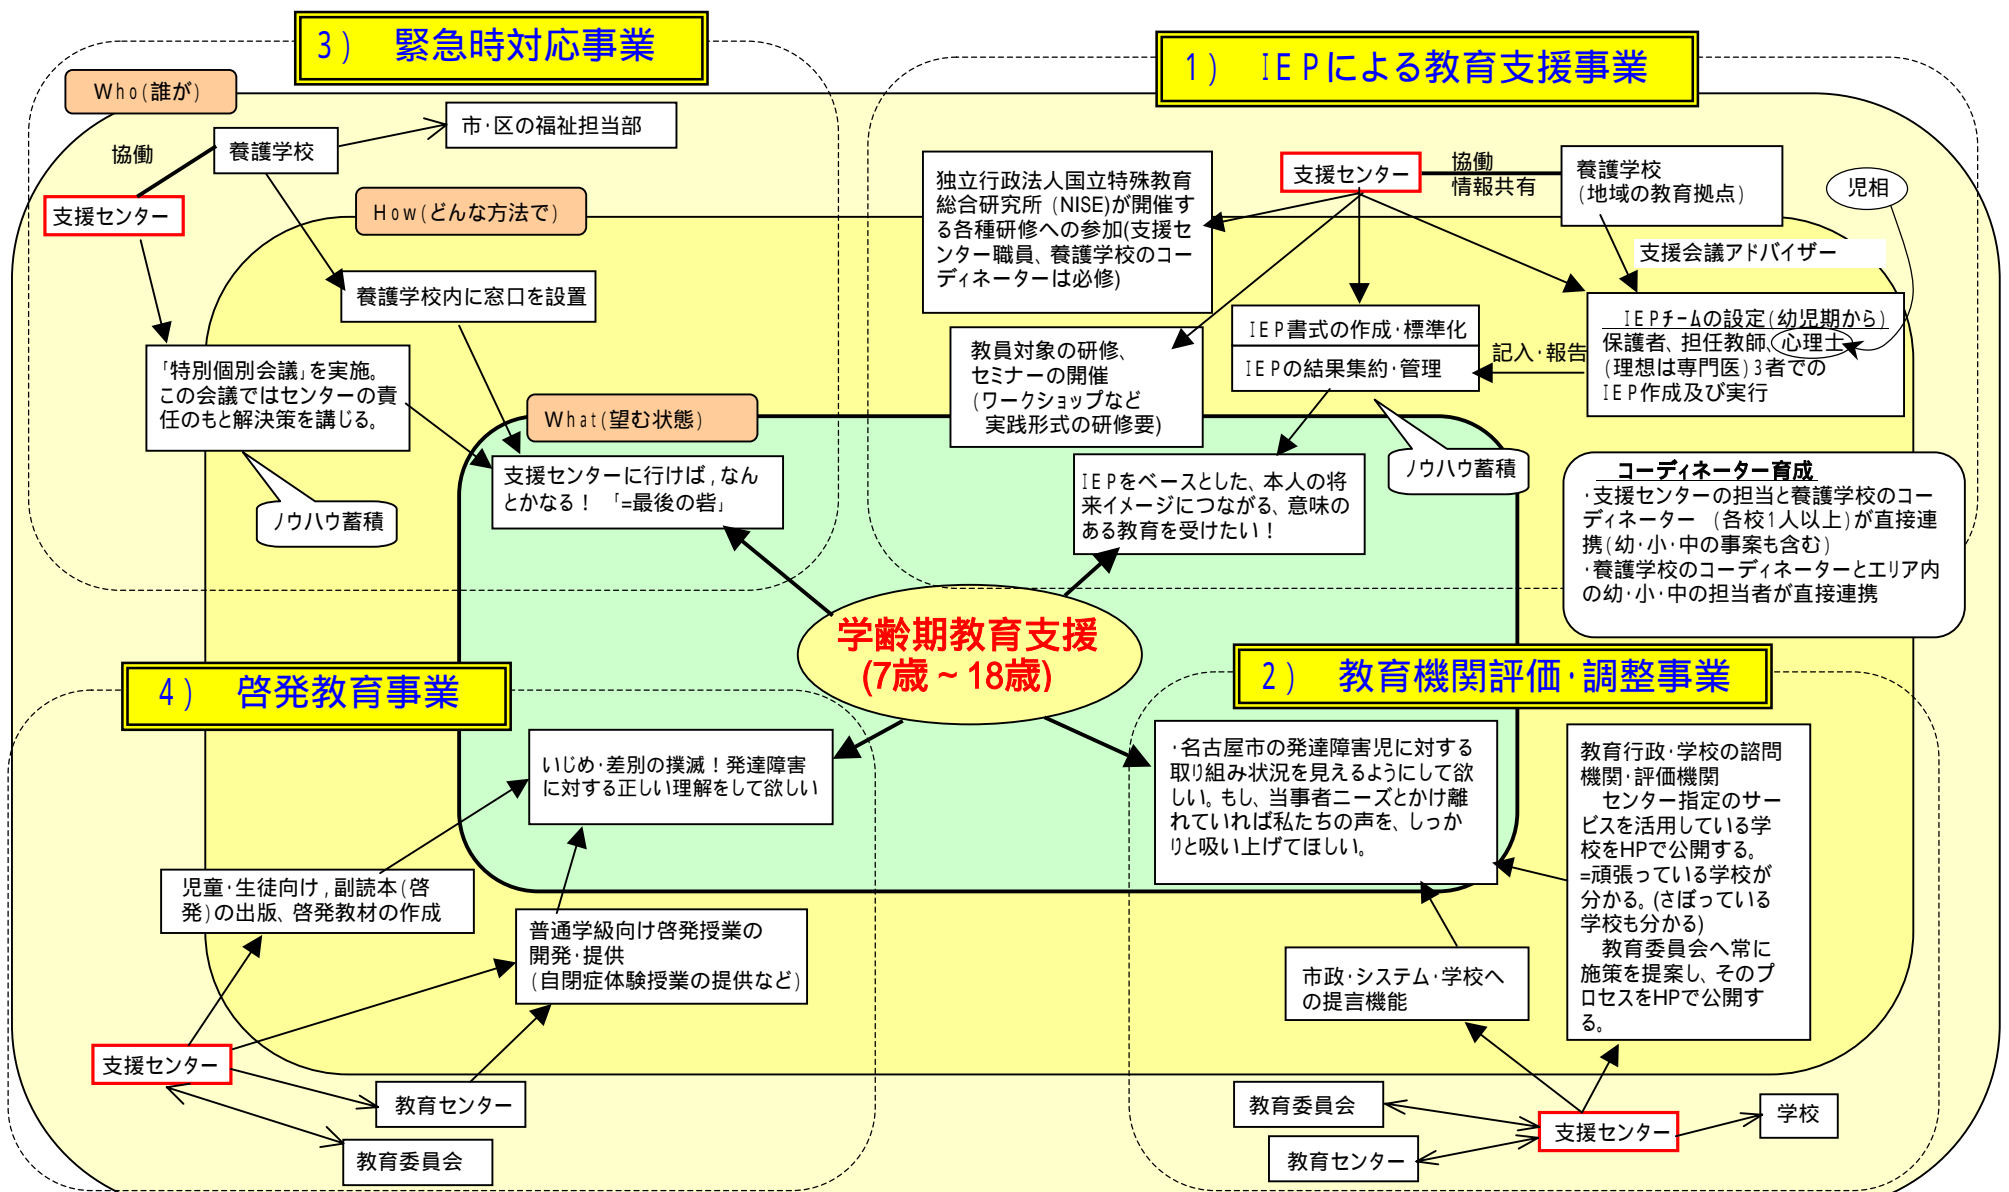 3)　緊急時対応事業
1)　IEPによる教育支援事業
Who(誰が)
市・区の福祉担当部
協働
養護学校
支援センター
How(どんな方法で)
養護学校内に窓口を設置
「特別個別会議」を実施。
この会議ではセンターの責
任のもと解決策を講じる。
ノウハウ蓄積
What(望む状態)
支援センターに行けば,なん
とかなる！　「=最後の砦」
独立行政法人国立特殊教育
総合研究所 (NISE)が開催す
る各種研修への参加(支援セ
ンター職員、養護学校のコー
ディネーターは必修)
支援センター
協働
情報共有
養護学校
(地域の教育拠点)
児相
支援会議アドバイザー
教員対象の研修、
セミナーの開催
(ワークショップなど
実践形式の研修要)
IEP書式の作成・標準化
IEPの結果集約・管理
記入・報告
IEPチームの設定(幼児期から)
保護者、担任教師、心理士
(理想は専門医)3者での
IEP作成及び実行
ノウハウ蓄積
IEPをベースとした、本人の将
来イメージにつながる、意味の
ある教育を受けたい！
コーディネーター育成
・支援センターの担当と養護学校のコー
ディネーター　(各校1人以上)が直接連
携(幼・小・中の事案も含む)
・養護学校のコーディネーターとエリア内
の幼・小・中の担当者が直接連携
学齢期教育支援
(7歳～18歳)
4)　啓発教育事業
2)　教育機関評価・調整事業
いじめ・差別の撲滅！発達障害
に対する正しい理解をして欲しい
児童・生徒向け,副読本(啓
発)の出版、啓発教材の作成
普通学級向け啓発授業の
開発・提供
(自閉症体験授業の提供など)
支援センター
教育センター
教育委員会
・名古屋市の発達障害児に対する
取り組み状況を見えるようにして欲
しい。もし、当事者ニーズとかけ離
れていれば私たちの声を、しっか
りと吸い上げてほしい。
教育行政・学校の諮問
機関・評価機関
センター指定のサー
ビスを活用している学
校をHPで公開する。
=頑張っている学校が
分かる。(さぼっている
学校も分かる)
教育委員会へ常に
施策を提案し、そのプ
ロセスをHPで公開す
る。
市政・システム・学校へ
の提言機能
教育委員会
教育センター
支援センター
学校